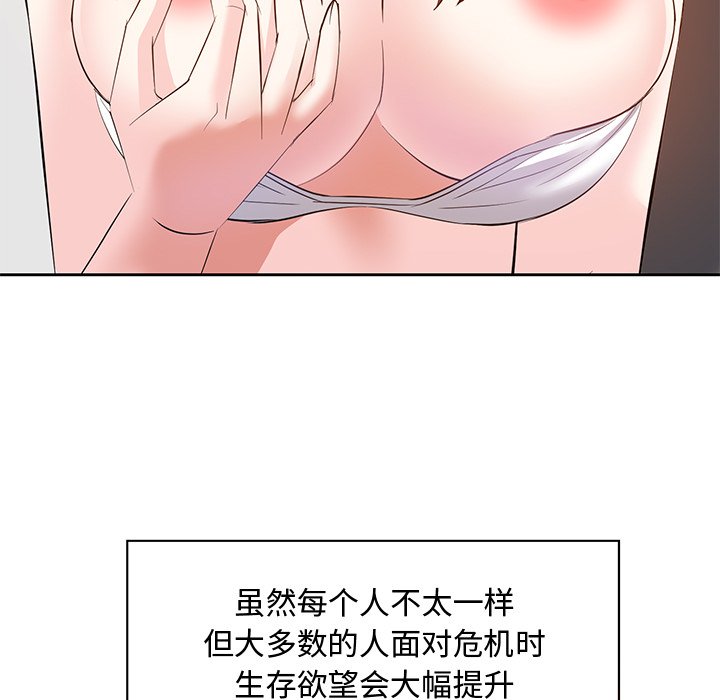 虽然每个人不太一样
但大多数的人面对危机时
生存欲望会大幅提升